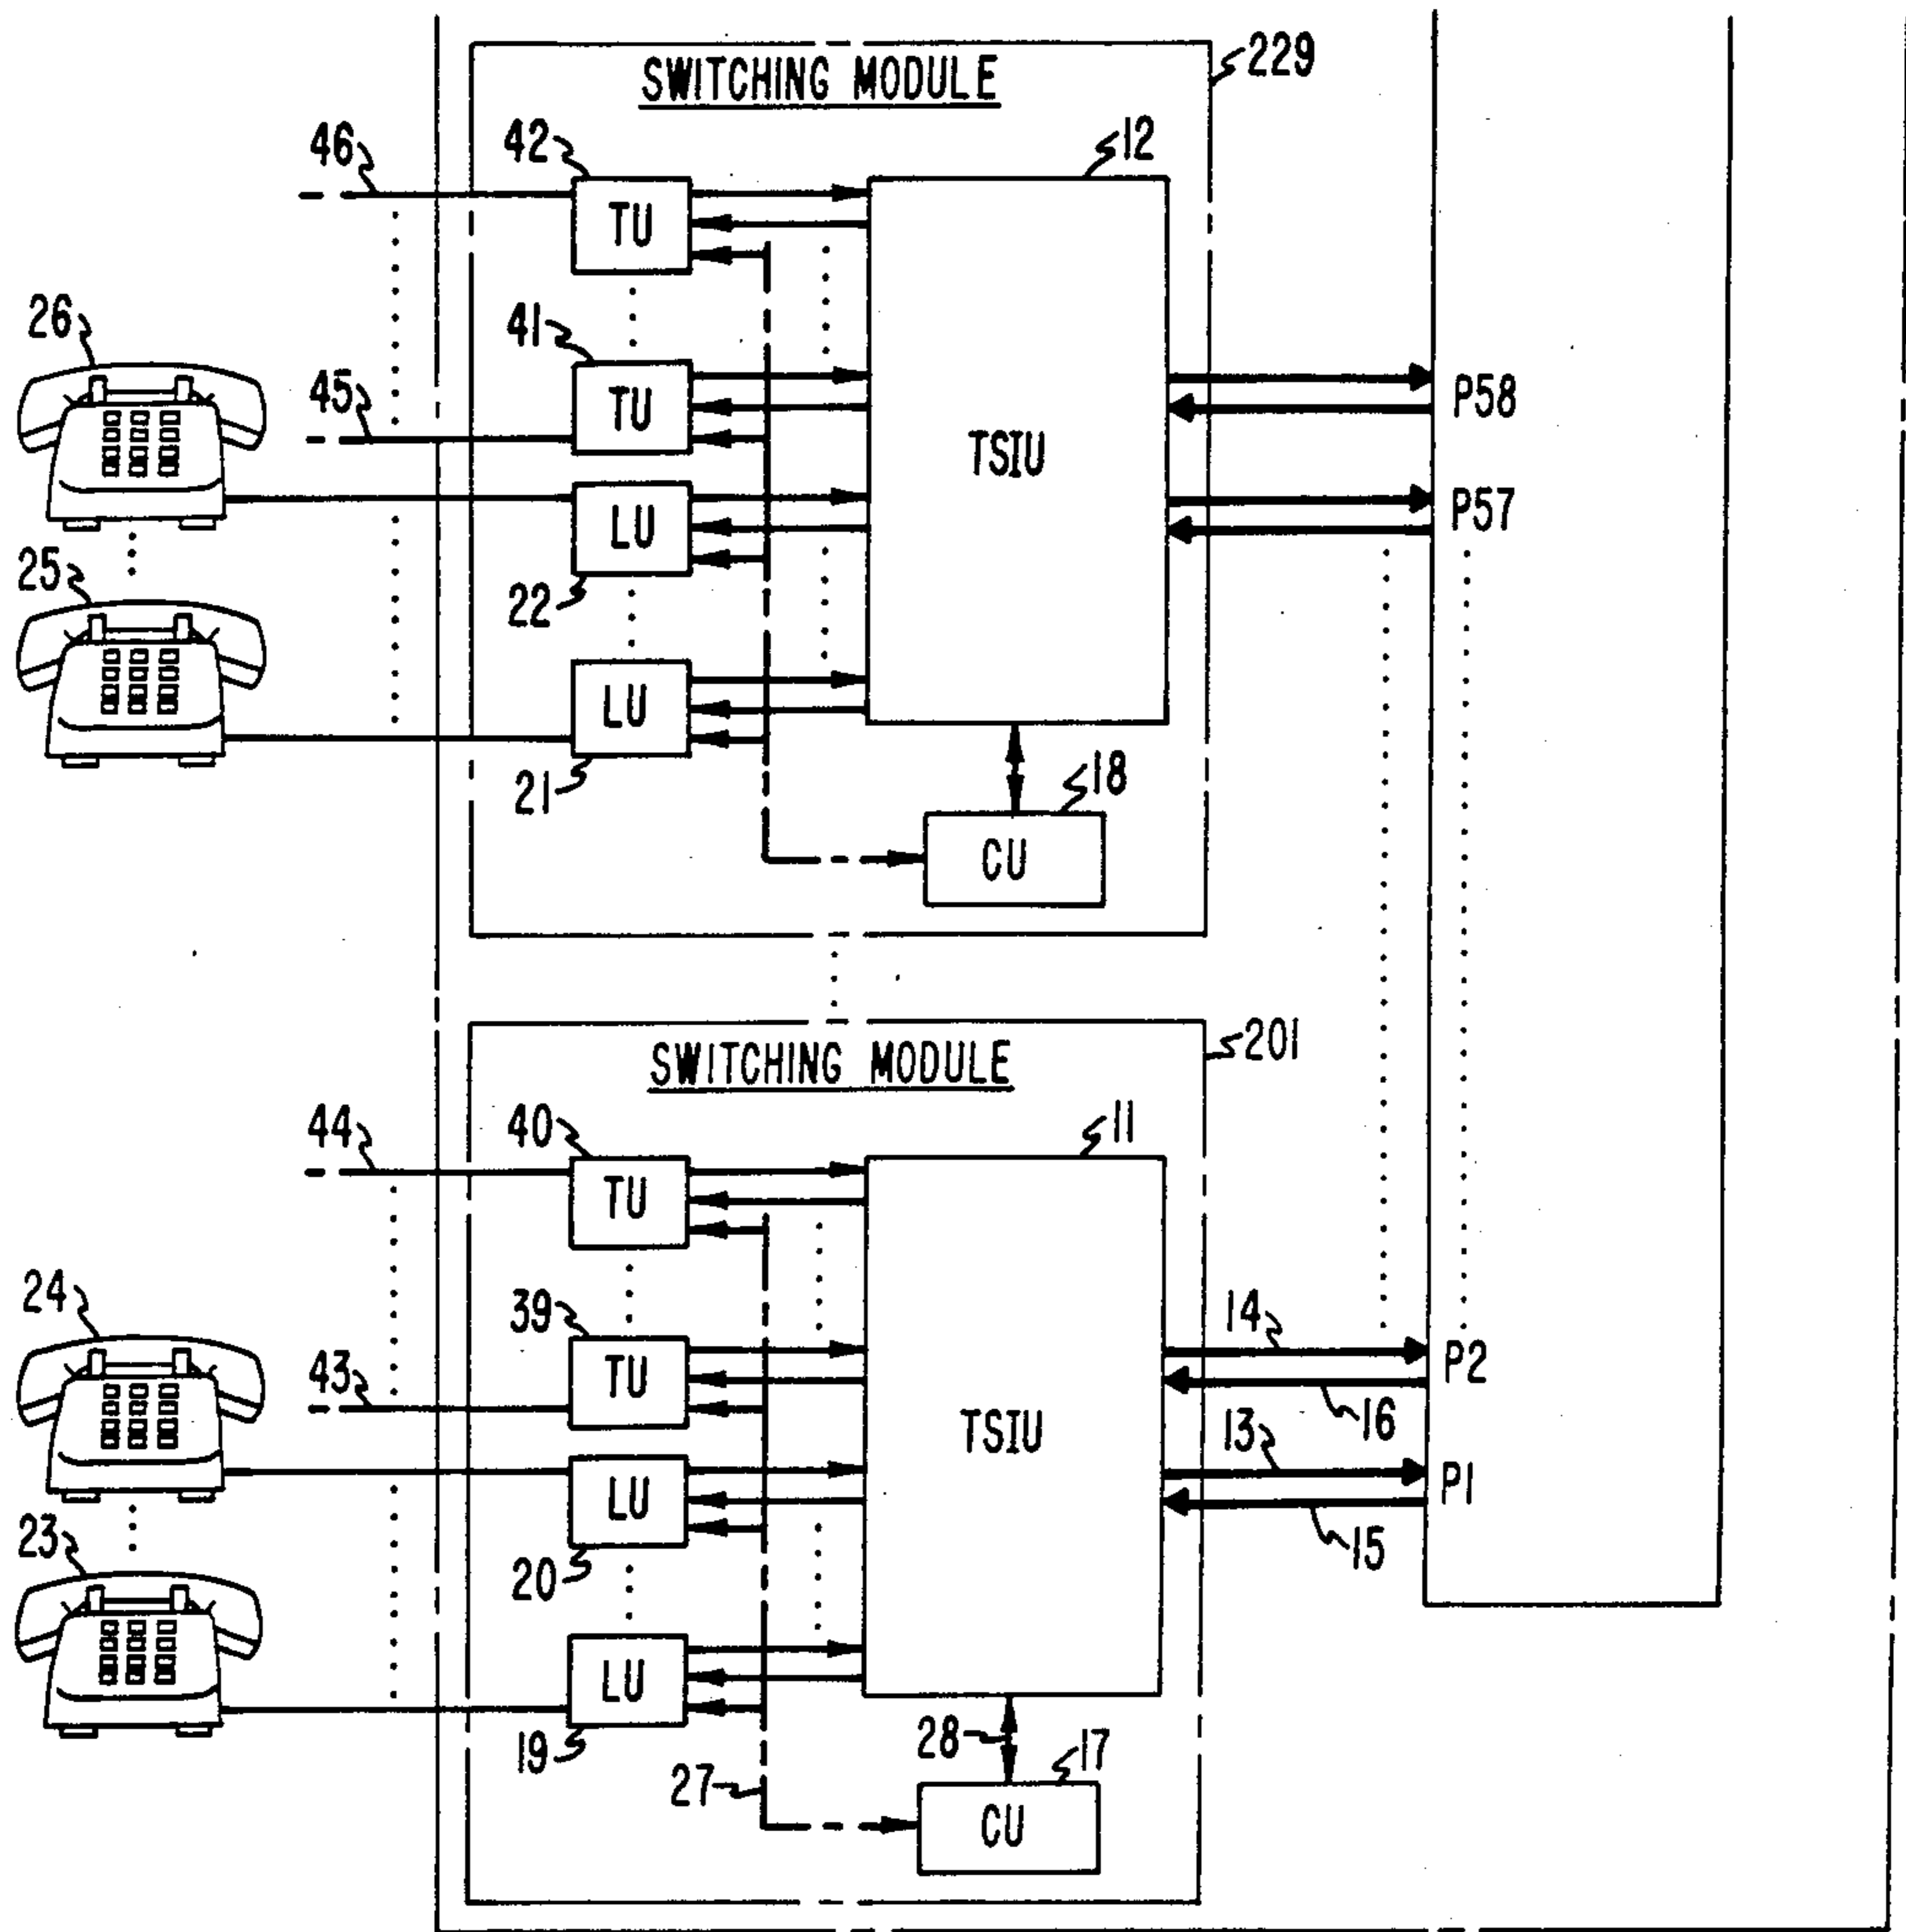 SWITCHING MODULE
229
46
42
12
TU
26
41
45
TU
P58
TSIU
LU
P57
25
22
LU
21
18
CU
SWITCHING MODULE
201
44
40
11
TU
24
39
14
43
TU
P2
TSIU
16
13
LU
P1
23
20
15
LU
19
28
17
27
CU